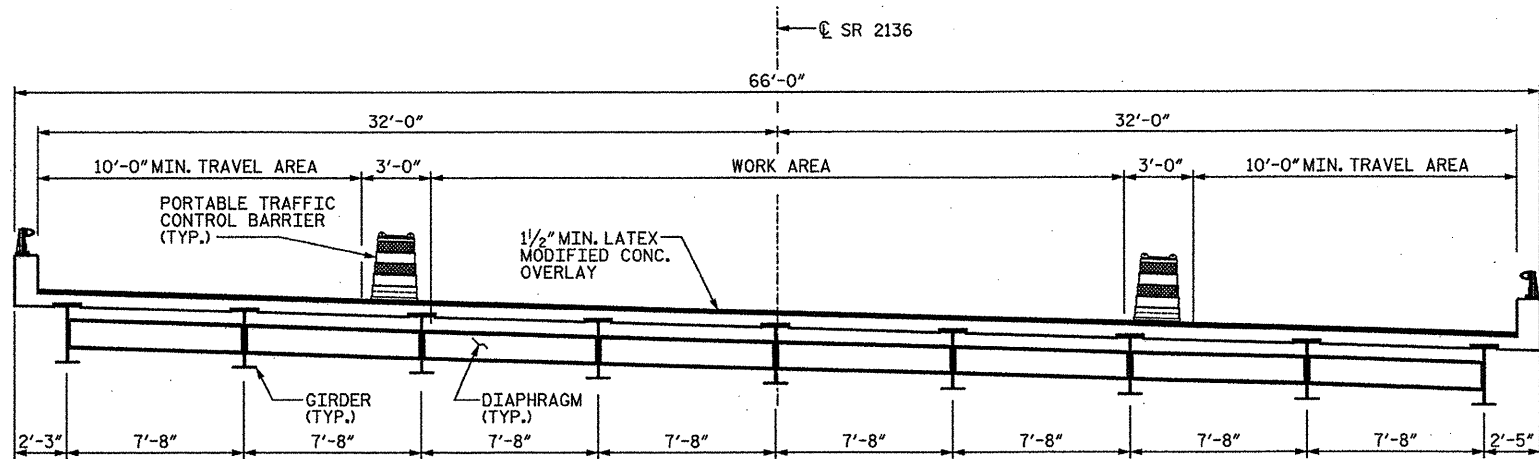 ℄ SR 2136
66'-0"
32'-0" 32'-0"
10'-0" MIN. TRAVEL AREA 3'-0" WORK AREA 3'-0" 10'-0" MIN. TRAVEL AREA
PORTABLE TRAFFIC
CONTROL BARRIER
(TYP.)
1 1/2" MIN. LATEX
MODIFIED CONC.
OVERLAY
GIRDER
(TYP.)
DIAPHRAGM
(TYP.)
2'-3" 7'-8" 7'-8" 7'-8" 7'-8" 7'-8" 7'-8" 7'-8" 7'-8" 2'-5"